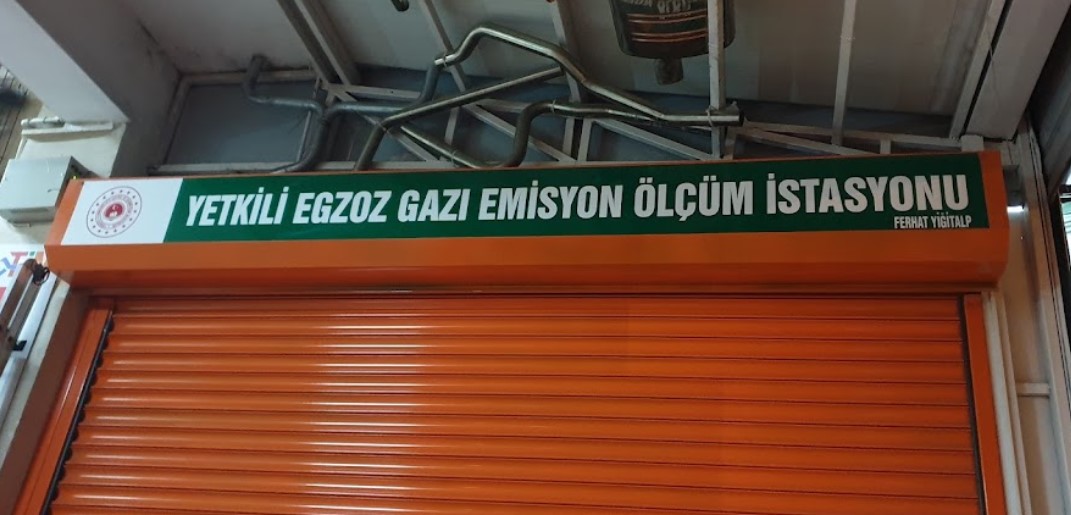 YETKİLİ EGZOZ GAZI EMİSYON ÖLÇÜM İSTASYONU
FERHAT YİĞİTALP